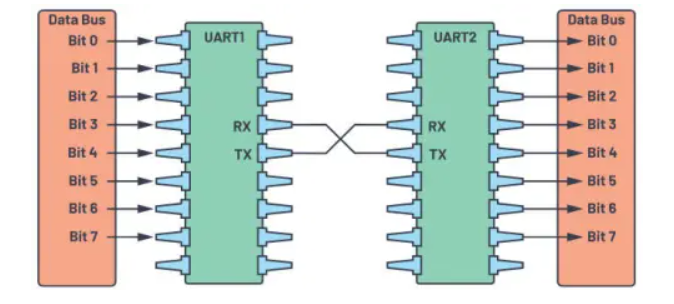 Data Bus
Bit 0
Bit 1
Bit 2
Bit 3
Bit 4
Bit 5
Bit 6
Bit 7
UART1
RX
TX
UART2
RX
TX
Data Bus
Bit 0
Bit 1
Bit 2
Bit 3
Bit 4
Bit 5
Bit 6
Bit 7